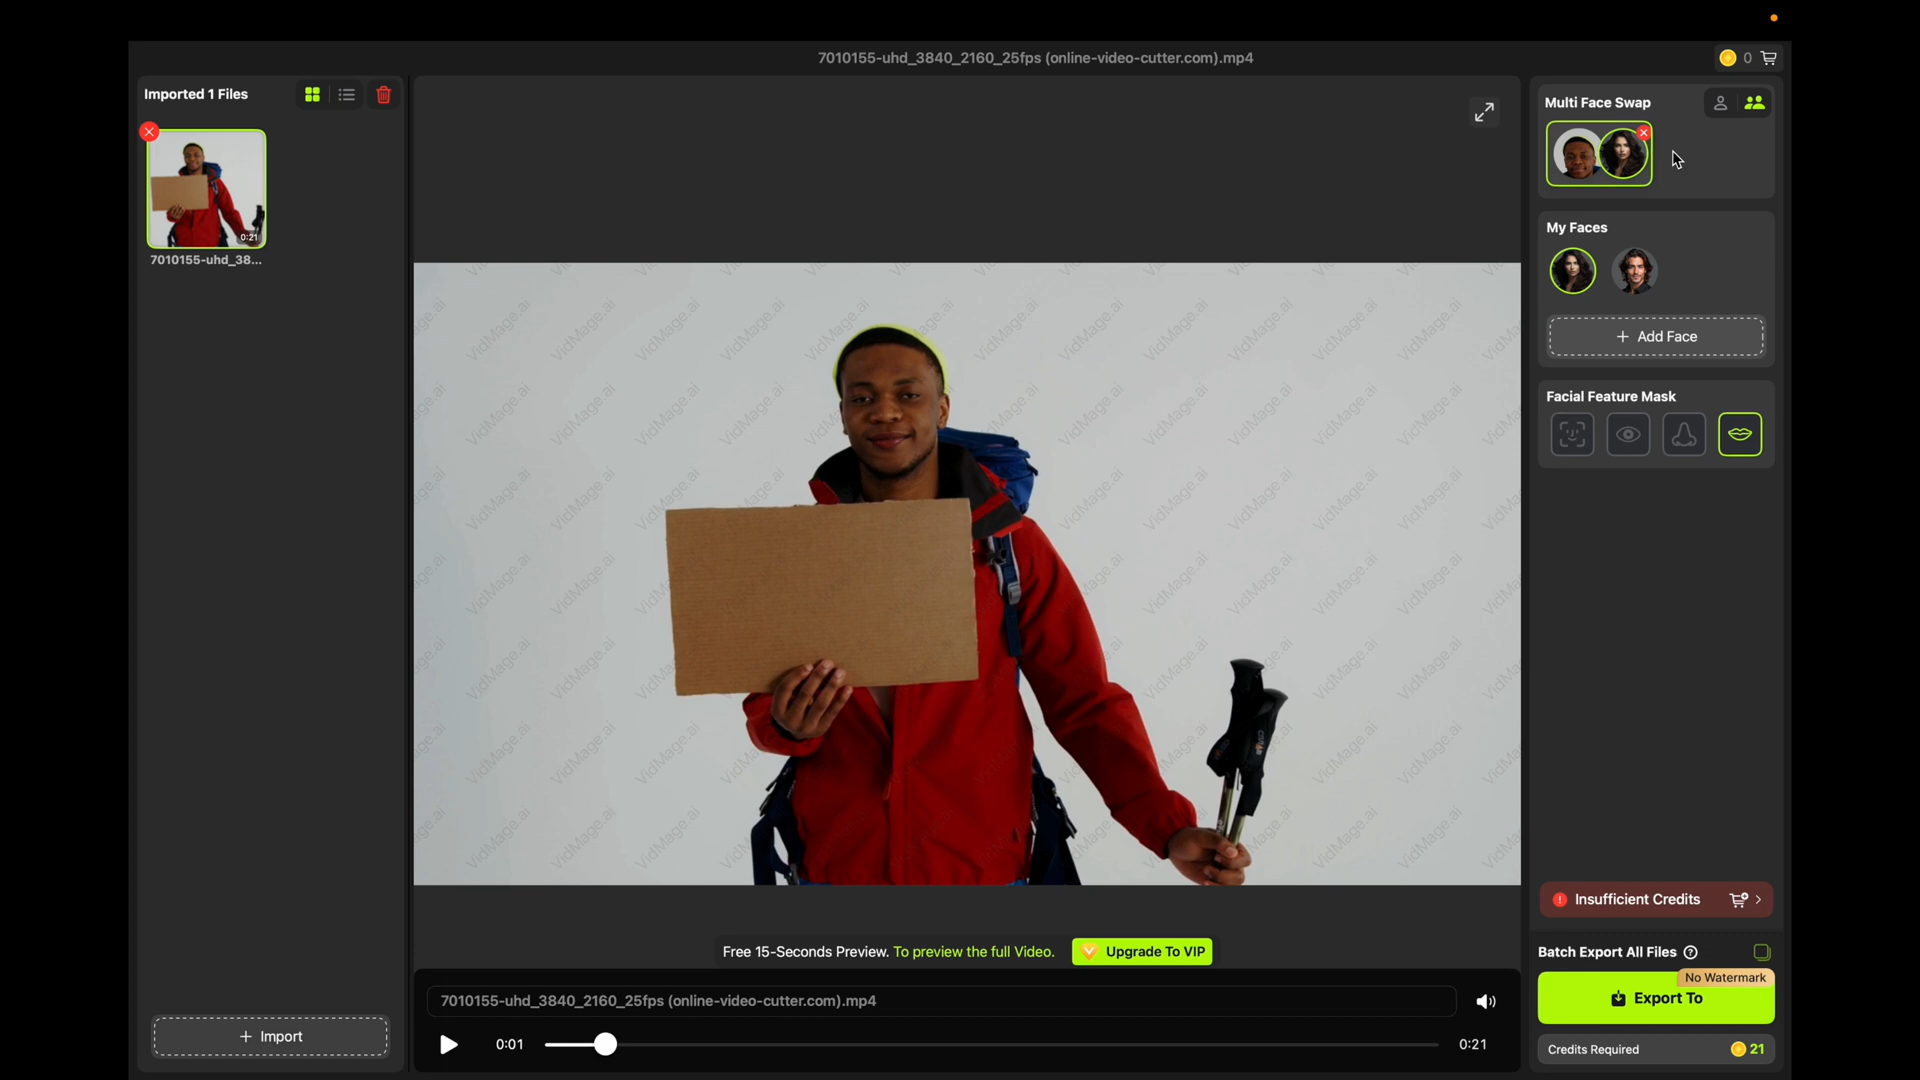 7010155-uhd_3840_2160_25fps (online-video-cutter.com).mp4
0
Imported 1 Files
0:21
7010155-uhd_38...
Import
VidMage.ai
Free 15-Seconds Preview. To preview the full Video.
Upgrade To VIP
7010155-uhd_3840_2160_25fps (online-video-cutter.com).mp4
0:01
0:21
Multi Face Swap
My Faces
Add Face
Facial Feature Mask
Insufficient Credits
Batch Export All Files
No Watermark
Export To
Credits Required
21